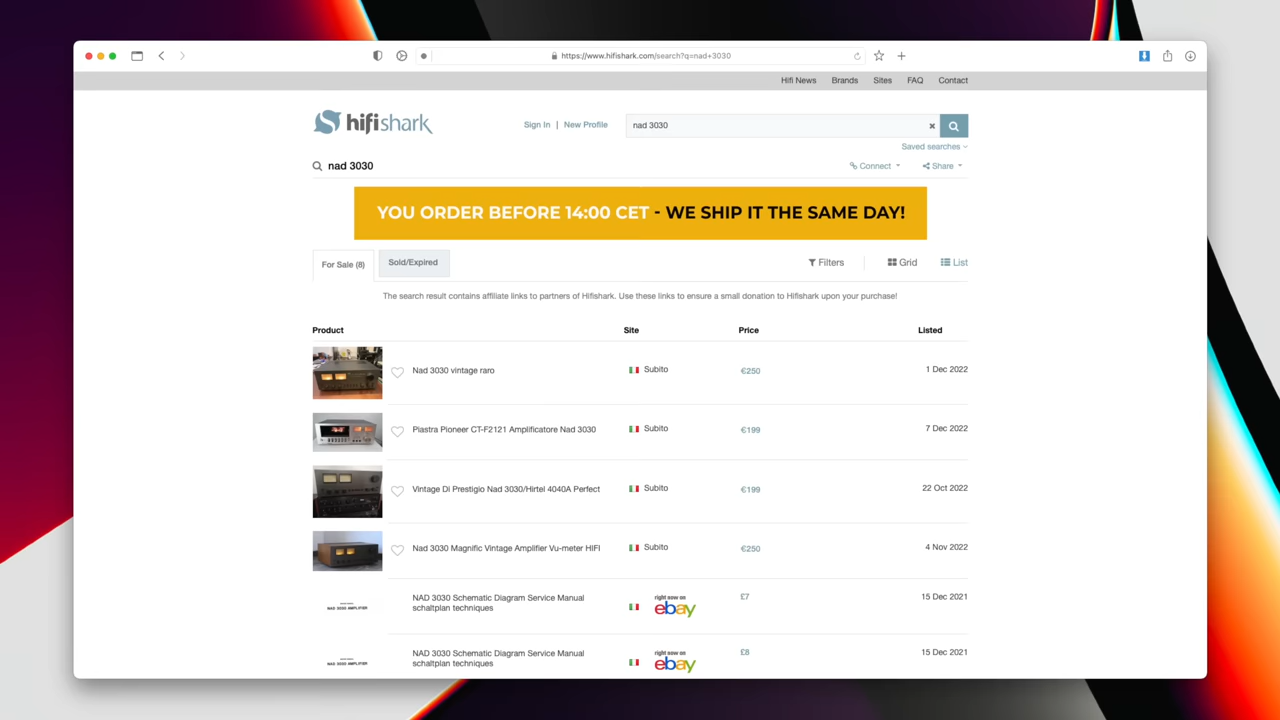 https://www.hifishark.com/search?q=nad+3030
Hifi News Brands Sites FAQ Contact
hifishark
Sign In | New Profile
nad 3030
Saved searches
nad 3030
Connect Share
YOU ORDER BEFORE 14:00 CET - WE SHIP IT THE SAME DAY!
For Sale (8) Sold/Expired Filters Grid List
The search result contains affiliate links to partners of Hifishark. Use these links to ensure a small donation to Hifishark upon your purchase!
Product Site Price Listed
Nad 3030 vintage raro Subito €250 1 Dec 2022
Piastra Pioneer CT-F2121 Amplificatore Nad 3030 Subito €199 7 Dec 2022
Vintage Di Prestigio Nad 3030/Hirtel 4040A Perfect Subito €199 22 Oct 2022
Nad 3030 Magnific Vintage Amplifier Vu-meter HIFI Subito €250 4 Nov 2022
NAD 3030 AMPLIFIER
NAD 3030 Schematic Diagram Service Manual
schaltplan techniques
right now on
ebay
£7 15 Dec 2021
NAD 3030 AMPLIFIER
NAD 3030 Schematic Diagram Service Manual
schaltplan techniques
right now on
ebay
£8 15 Dec 2021